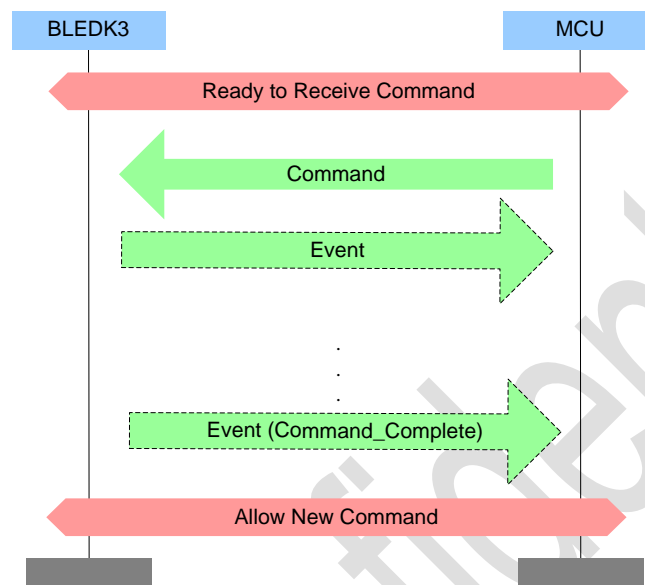 BLEDK3
MCU
Ready to Receive Command
Command
Event
.
.
.
Event (Command_Complete)
Allow New Command